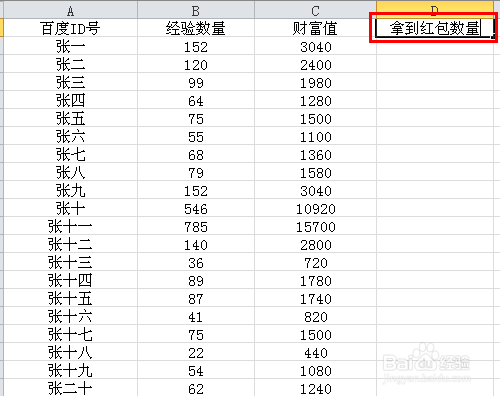 A B C D
百度ID号 经验数量 财富值 拿到红包数量
张一 152 3040
张二 120 2400
张三 99 1980
张四 64 1280
张五 75 1500
张六 55 1100
张七 68 1360
张八 79 1580
张九 152 3040
张十 546 10920
张十一 785 15700
张十二 140 2800
张十三 36 720
张十四 89 1780
张十五 87 1740
张十六 41 820
张十七 75 1500
张十八 22 440
张十九 54 1080
张二十 62 1240
Baidu 经验
jingyan.baidu.com